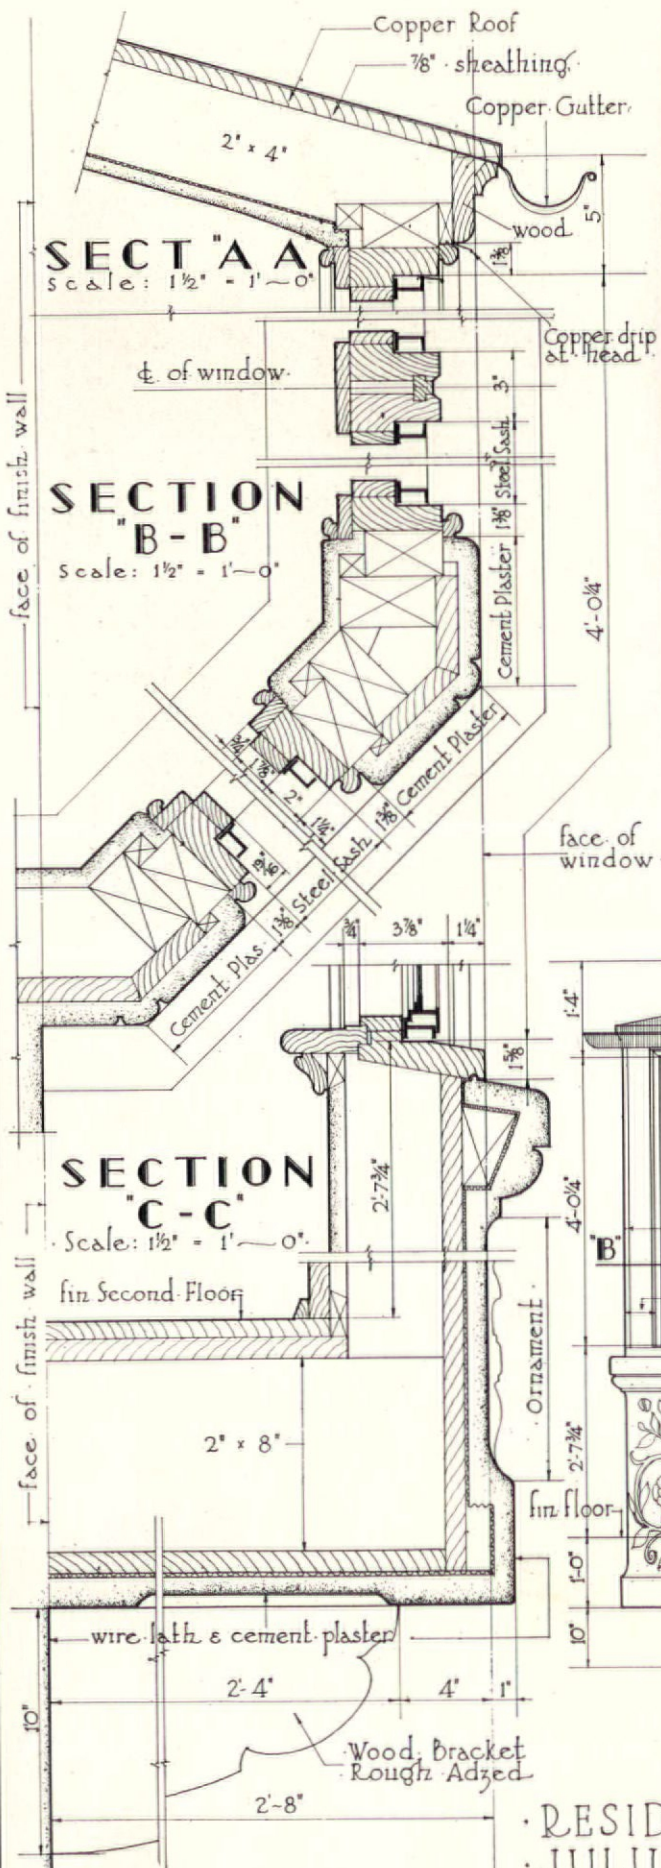 Copper Roof
7/8" sheathing
Copper Gutter
2" x 4"
wood
5"
1 3/8"
SECT "A A"
Scale: 1½" = 1'~0"
Copper drip
at head
℄ of window
3"
face of finish wall
Steel Sash
1 3/8"
SECTION
"B-B"
Scale: 1½" = 1'~0"
Cement Plaster
4'-0¼"
Cement Plaster
3/4"
1 7/8"
2"
1¼"
1 3/8"
Steel Sash
1 3/8"
Cement Plas.
face of
window
3/4"
3 7/8"
1¼"
1'-4"
1 5/8"
SECTION
"C-C"
Scale: 1½" = 1'~0"
2'-7¾"
4'-0¼"
"B"
fin Second Floor
face of finish wall
Ornament
2" x 8"
2'-7¾"
fin floor
1'-0"
10"
wire lath & cement plaster
2'-4"
4"
1"
10"
Wood Bracket
Rough Adzed
2'-8"
RESID